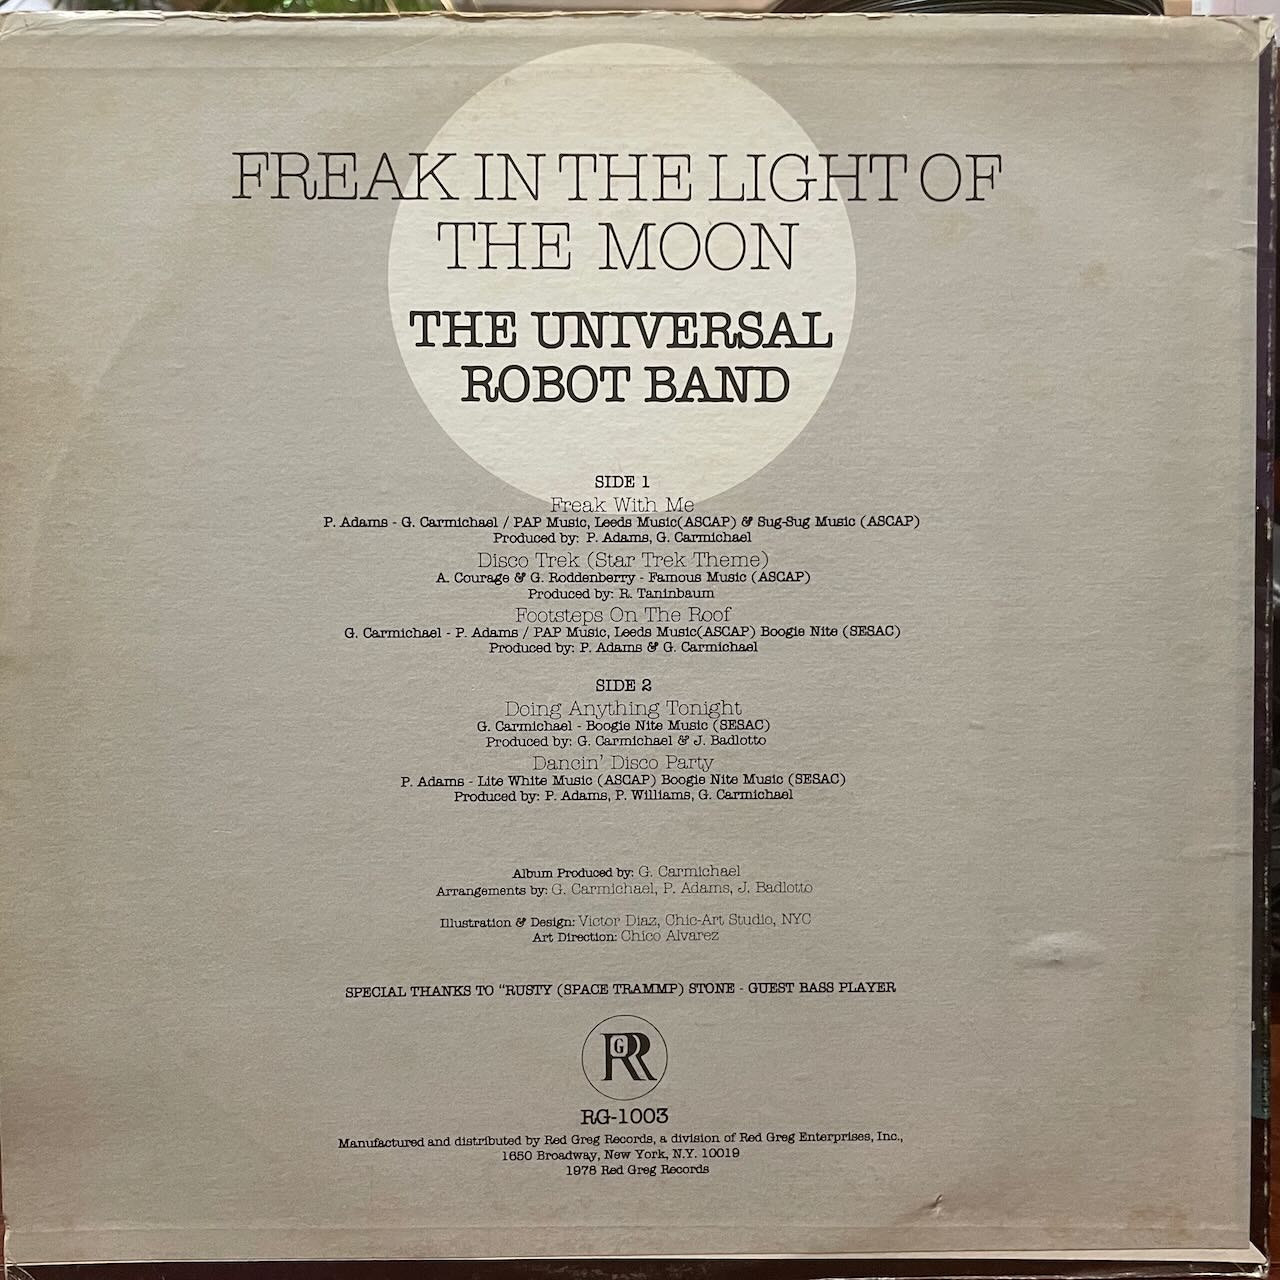 FREAK IN THE LIGHT OF
THE MOON
THE UNIVERSAL
ROBOT BAND
SIDE 1
Freak With Me
P. Adams - G. Carmichael / PAP Music, Leeds Music(ASCAP) & Sug-Sug Music (ASCAP)
Produced by: P. Adams, G. Carmichael
Disco Trek (Star Trek Theme)
A. Courage & G. Roddenberry - Famous Music (ASCAP)
Produced by: R. Taninbaum
Footsteps On The Roof
G. Carmichael - P. Adams / PAP Music, Leeds Music(ASCAP) Boogie Nite (SESAC)
Produced by: P. Adams & G. Carmichael
SIDE 2
Doing Anything Tonight
G. Carmichael - Boogie Nite Music (SESAC)
Produced by: G. Carmichael & J. Badlotto
Dancin' Disco Party
P. Adams - Lite White Music (ASCAP) Boogie Nite Music (SESAC)
Produced by: P. Adams, P. Williams, G. Carmichael
Album Produced by: G. Carmichael
Arrangements by: G. Carmichael, P. Adams, J. Badlotto
Illustration & Design: Victor Diaz, Chic-Art Studio, NYC
Art Direction: Chico Alvarez
SPECIAL THANKS TO "RUSTY (SPACE TRAMMP) STONE - GUEST BASS PLAYER
RGR
RG-1003
Manufactured and distributed by Red Greg Records, a division of Red Greg Enterprises, Inc.,
1650 Broadway, New York, N.Y. 10019
1978 Red Greg Records